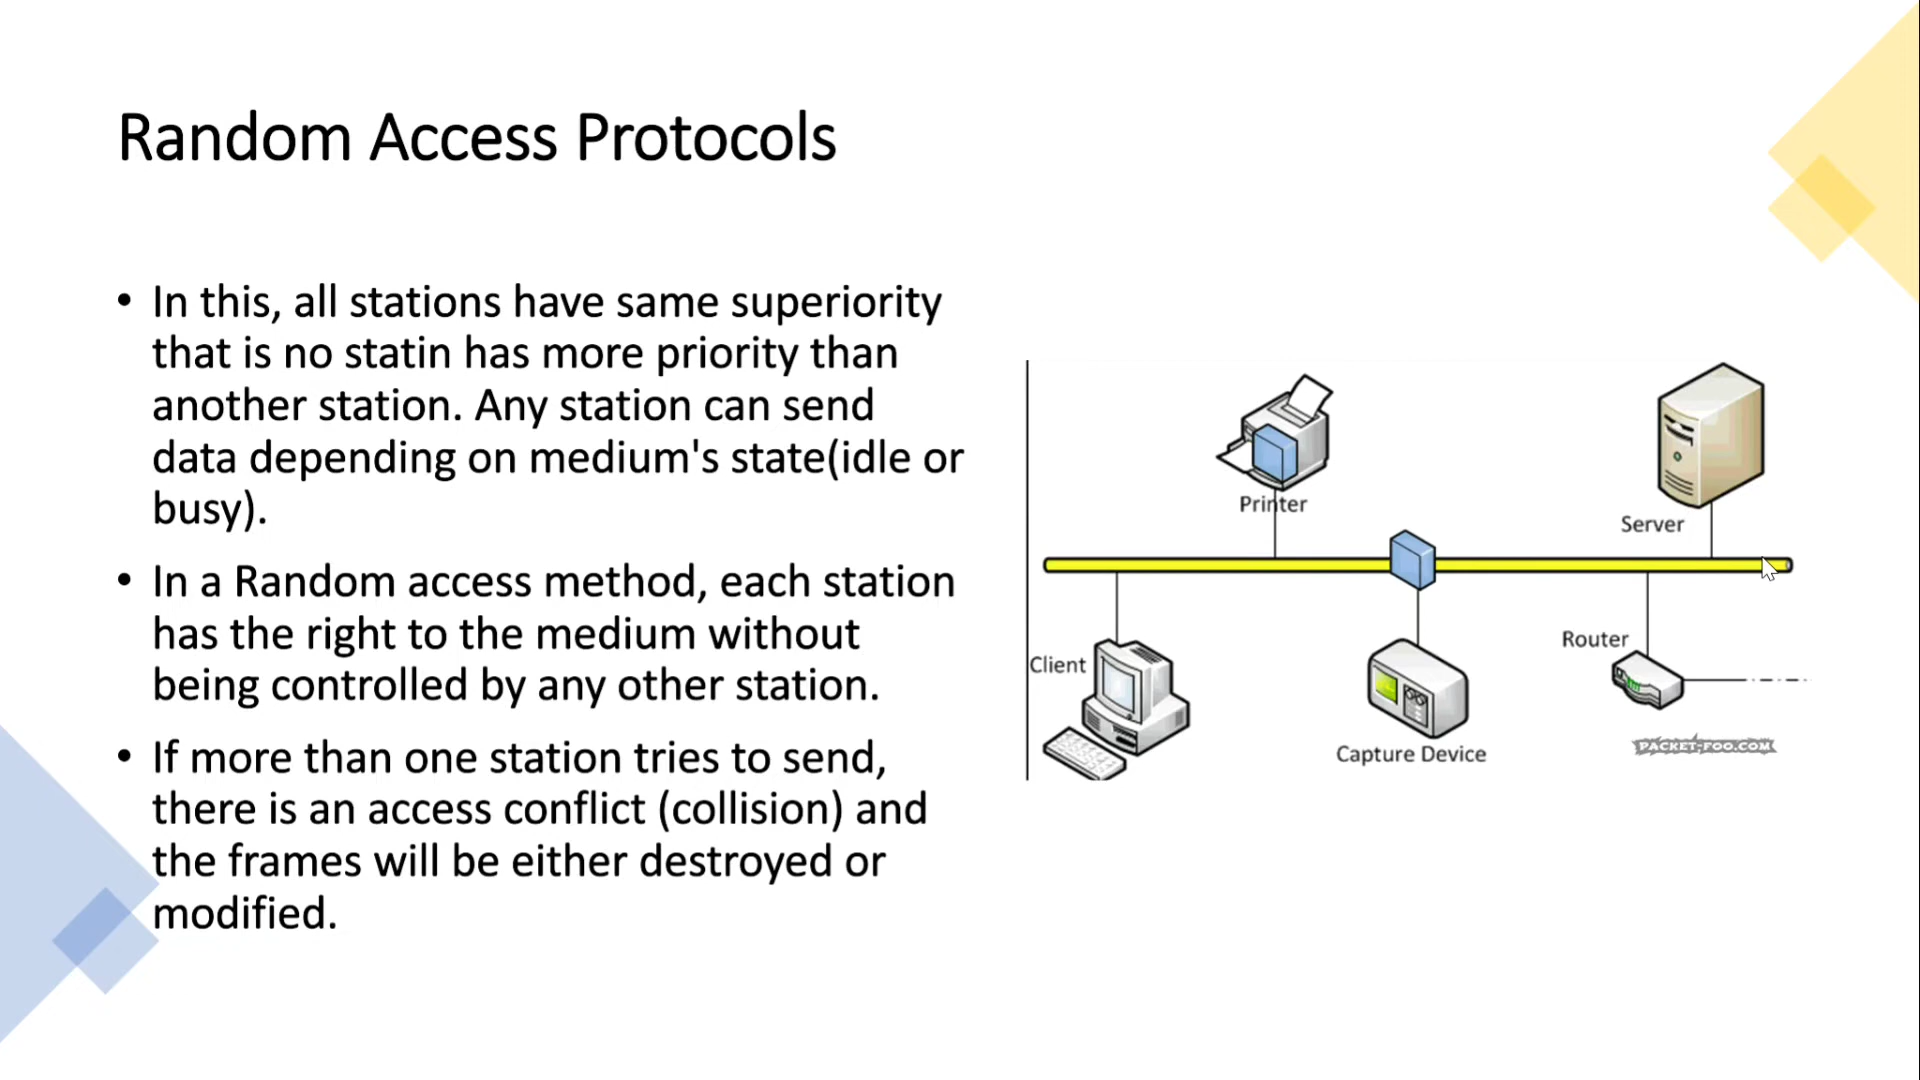 Random Access Protocols
• In this, all stations have same superiority
that is no statin has more priority than
another station. Any station can send
data depending on medium's state(idle or
busy).
• In a Random access method, each station
has the right to the medium without
being controlled by any other station.
• If more than one station tries to send,
there is an access conflict (collision) and
the frames will be either destroyed or
modified.
Printer
Server
Client
Router
Capture Device
PACKET-FOO.COM